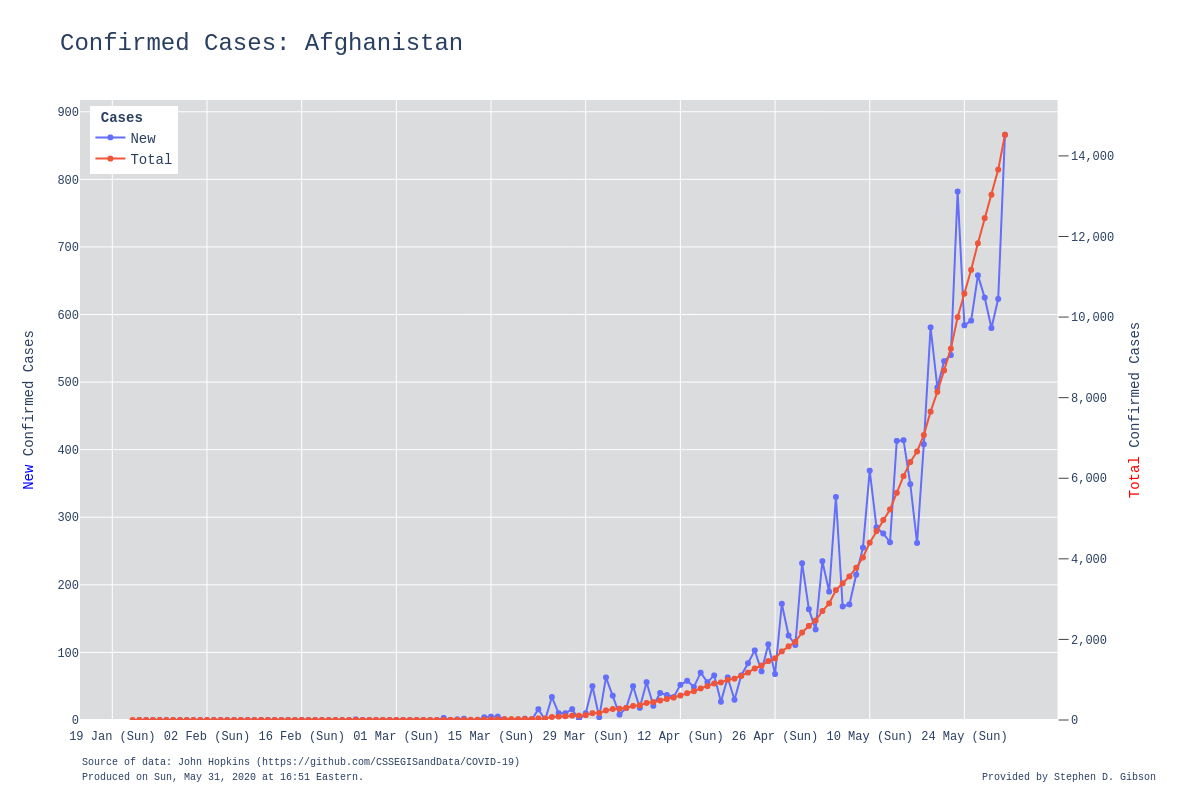 Confirmed Cases: Afghanistan
Cases
New
Total
900
800
700
600
500
400
300
200
100
0
New Confirmed Cases
14,000
12,000
10,000
8,000
6,000
4,000
2,000
0
Total Confirmed Cases
19 Jan (Sun) 02 Feb (Sun) 16 Feb (Sun) 01 Mar (Sun) 15 Mar (Sun) 29 Mar (Sun) 12 Apr (Sun) 26 Apr (Sun) 10 May (Sun) 24 May (Sun)
Source of data: John Hopkins (https://github.com/CSSEGISandData/COVID-19)
Produced on Sun, May 31, 2020 at 16:51 Eastern.
Provided by Stephen D. Gibson